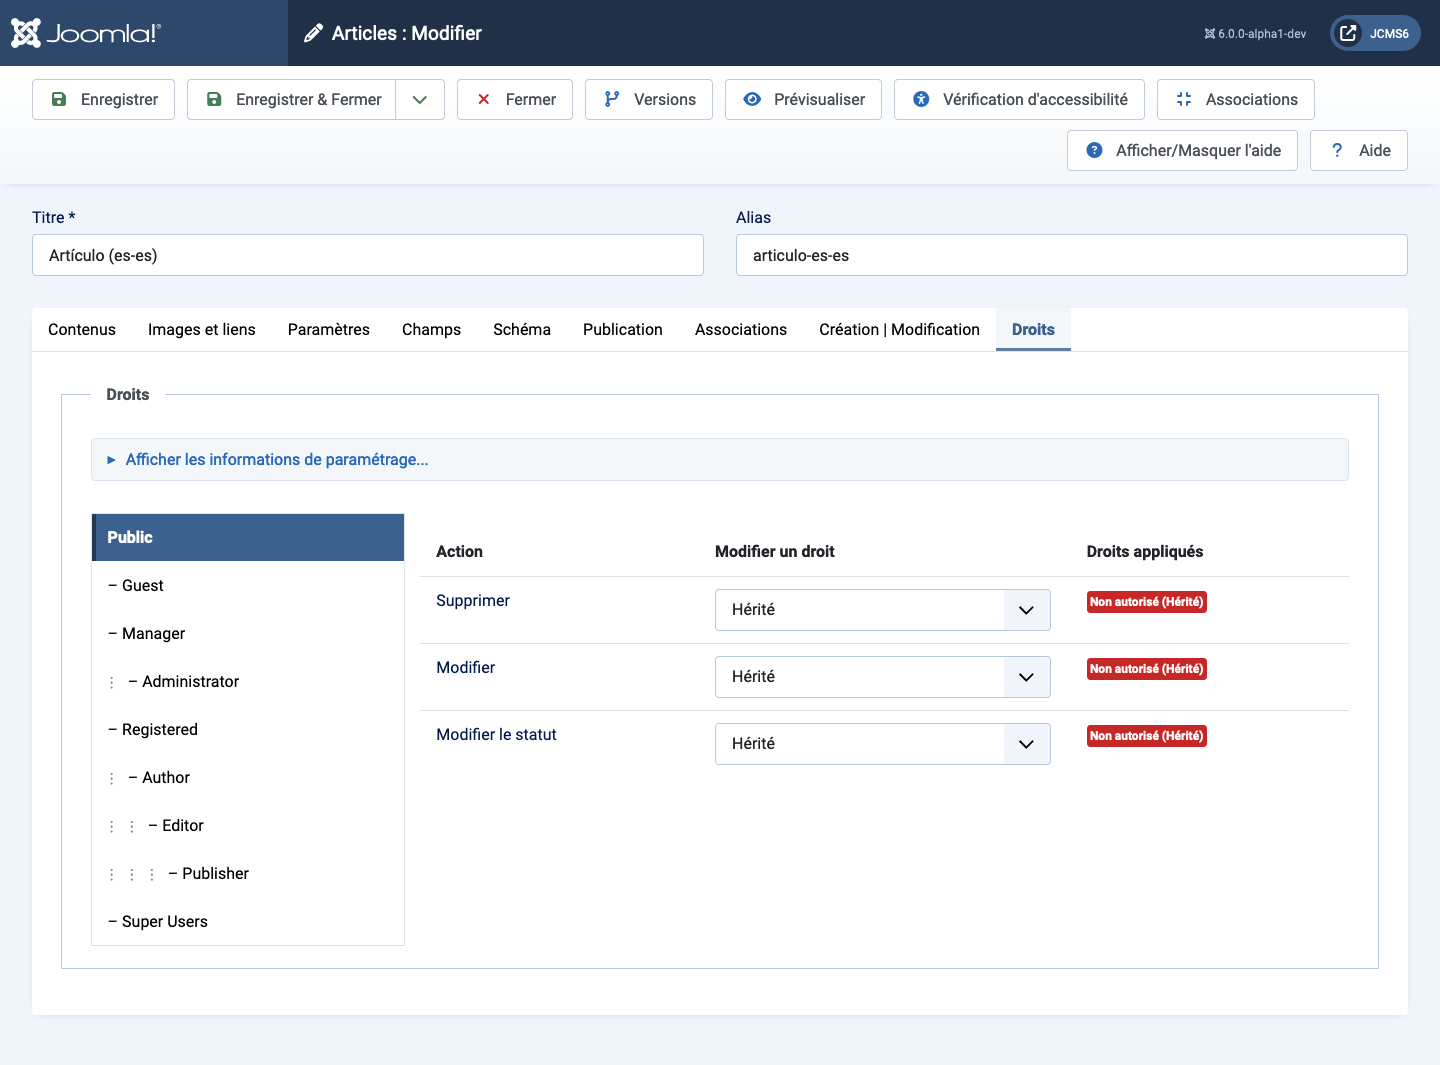 Joomla!®
Articles : Modifier
6.0.0-alpha1-dev
JCMS6
Enregistrer
Enregistrer & Fermer
Fermer
Versions
Prévisualiser
Vérification d'accessibilité
Associations
Afficher/Masquer l'aide
? Aide
Titre *
Alias
Artículo (es-es)
articulo-es-es
Contenus
Images et liens
Paramètres
Champs
Schéma
Publication
Associations
Création | Modification
Droits
Droits
Afficher les informations de paramétrage...
Public
– Guest
– Manager
– Administrator
– Registered
– Author
– Editor
– Publisher
– Super Users
Action
Modifier un droit
Droits appliqués
Supprimer
Hérité
Non autorisé (Hérité)
Modifier
Hérité
Non autorisé (Hérité)
Modifier le statut
Hérité
Non autorisé (Hérité)